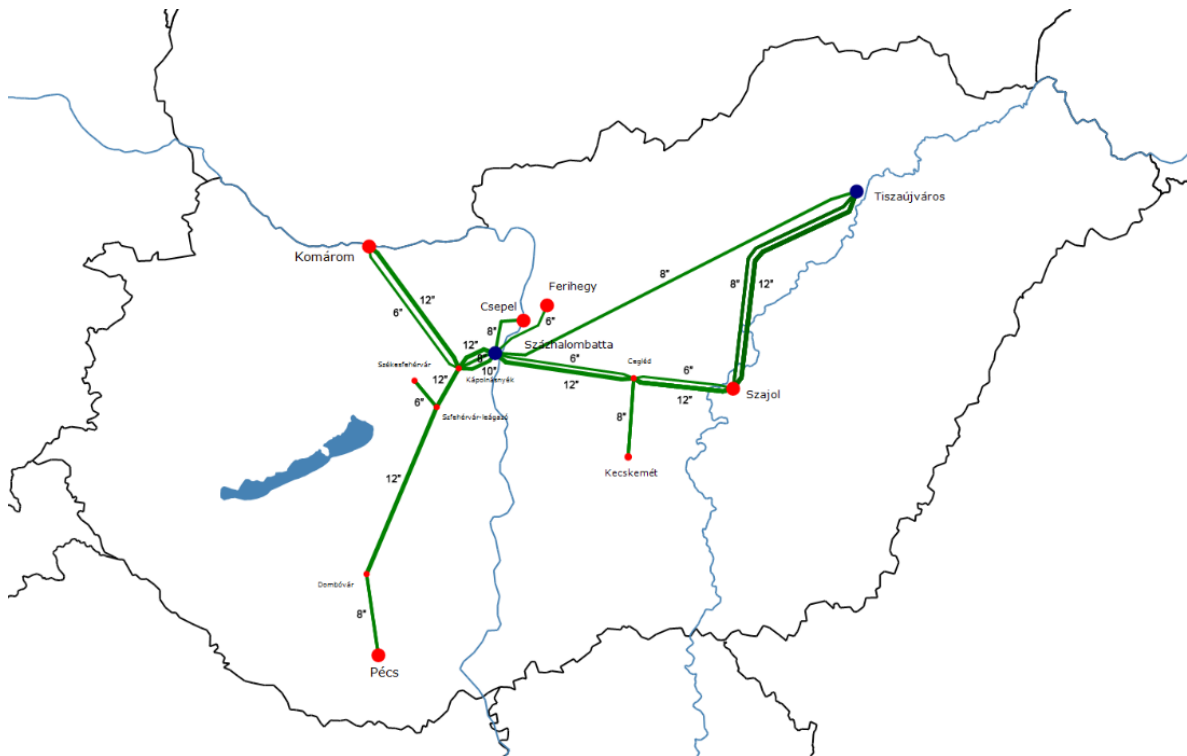 Tiszaújváros
Komárom
Ferihegy
8"
Csepel
8"
12"
12"
6"
6"
8"
Százhalombatta
12"
6"
Cegléd
6"
Székesfehérvár
8"
10"
Kápolnásnyék
12"
12"
12"
Szajol
6"
Szfehérvár-leágazó
8"
Kecskemét
12"
Dombóvár
8"
Pécs